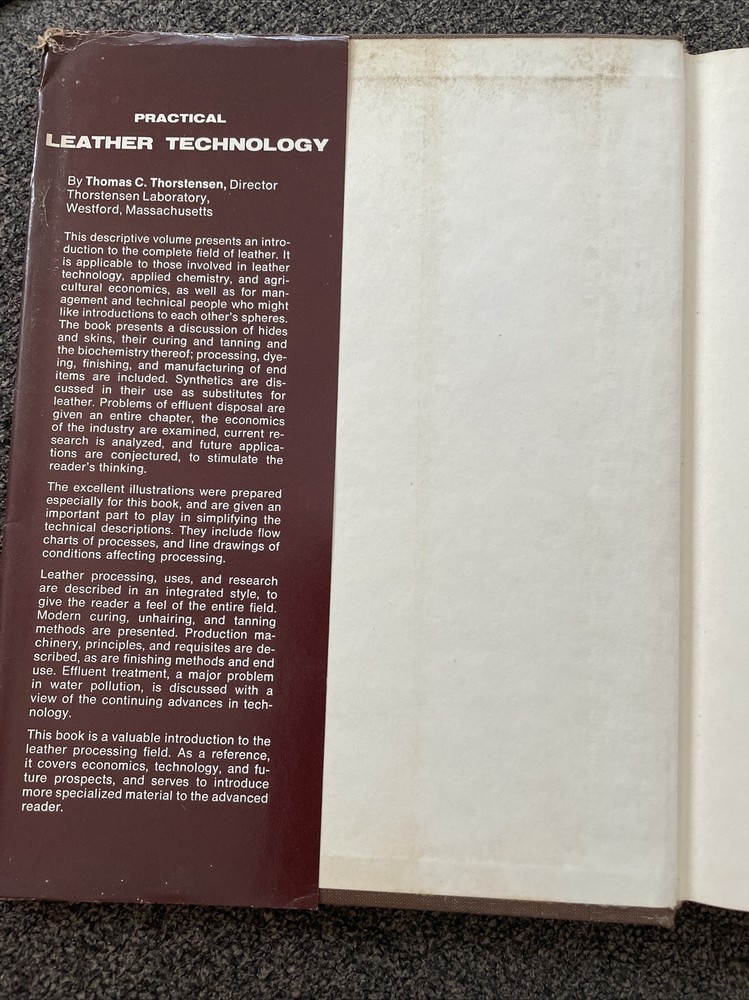 PRACTICAL
LEATHER TECHNOLOGY
By Thomas C. Thorstensen, Director
Thorstensen Laboratory,
Westford, Massachusetts
This descriptive volume presents an intro-
duction to the complete field of leather. It
is applicable to those involved in leather
technology, applied chemistry, and agri-
cultural economics, as well as for man-
agement and technical people who might
like introductions to each other's spheres.
The book presents a discussion of hides
and skins, their curing and tanning and
the biochemistry thereof; processing, dye-
ing, finishing, and manufacturing of end
items are included. Synthetics are dis-
cussed in their use as substitutes for
leather. Problems of effluent disposal are
given an entire chapter, the economics
of the industry are examined, current re-
search is analyzed, and future applica-
tions are conjectured, to stimulate the
reader's thinking.
The excellent illustrations were prepared
especially for this book, and are given an
important part to play in simplifying the
technical descriptions. They include flow
charts of processes, and line drawings of
conditions affecting processing.
Leather processing, uses, and research
are described in an integrated style, to
give the reader a feel of the entire field.
Modern curing, unhairing, and tanning
methods are presented. Production ma-
chinery, principles, and requisites are de-
scribed, as are finishing methods and end
use. Effluent treatment, a major problem
in water pollution, is discussed with a
view of the continuing advances in tech-
nology.
This book is a valuable introduction to the
leather processing field. As a reference,
it covers economics, technology, and fu-
ture prospects, and serves to introduce
more specialized material to the advanced
reader.